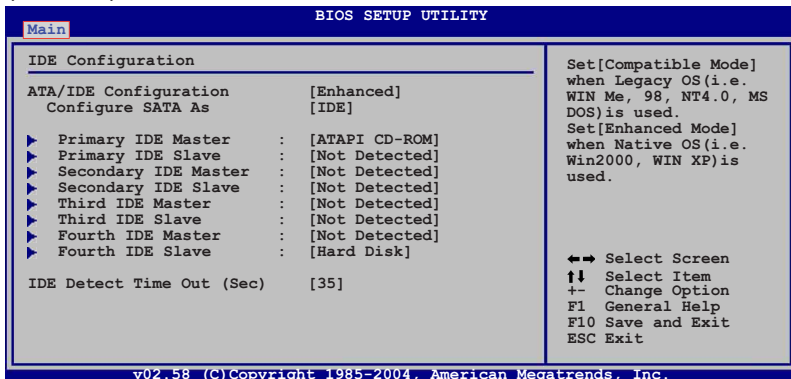 BIOS SETUP UTILITY
Main
IDE Configuration
ATA/IDE Configuration [Enhanced]
Configure SATA As [IDE]
Primary IDE Master : [ATAPI CD-ROM]
Primary IDE Slave : [Not Detected]
Secondary IDE Master : [Not Detected]
Secondary IDE Slave : [Not Detected]
Third IDE Master : [Not Detected]
Third IDE Slave : [Not Detected]
Fourth IDE Master : [Not Detected]
Fourth IDE Slave : [Hard Disk]
IDE Detect Time Out (Sec) [35]
Set[Compatible Mode]
when Legacy OS(i.e.
WIN Me, 98, NT4.0, MS
DOS)is used.
Set[Enhanced Mode]
when Native OS(i.e.
Win2000, WIN XP)is
used.
←→ Select Screen
↑↓ Select Item
+- Change Option
F1 General Help
F10 Save and Exit
ESC Exit
v02.58 (C)Copyright 1985-2004, American Megatrends, Inc.